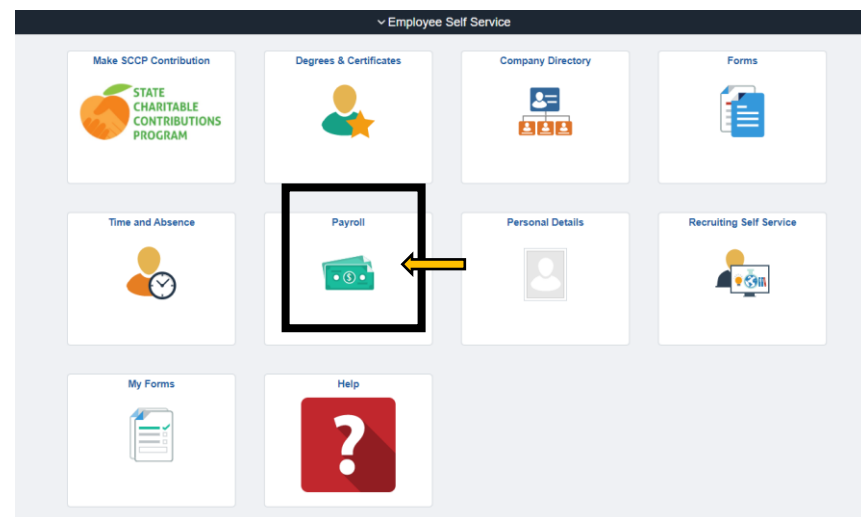 Employee Self Service
Make SCCP Contribution
Degrees & Certificates
Company Directory
Forms
STATE
CHARITABLE
CONTRIBUTIONS
PROGRAM
Time and Absence
Payroll
Personal Details
Recruiting Self Service
$
My Forms
Help
?